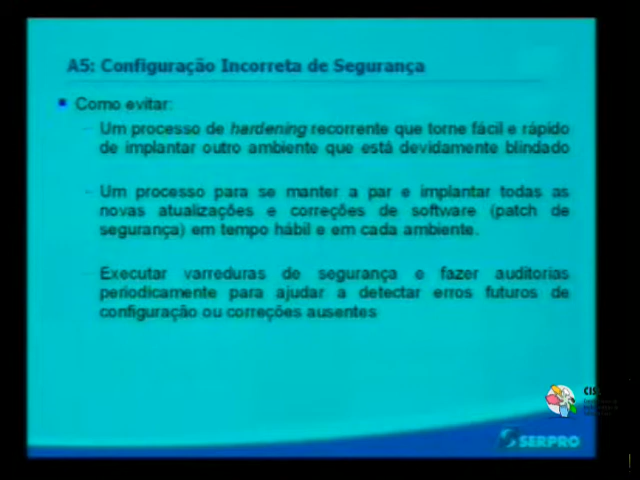 A5: Configuração Incorreta de Segurança
Como evitar:
– Um processo de hardening recorrente que torne fácil e rápido
de implantar outro ambiente que está devidamente blindado
– Um processo para se manter a par e implantar todas as
novas atualizações e correções de software (patch de
segurança) em tempo hábil e em cada ambiente.
– Executar varreduras de segurança e fazer auditorias
periodicamente para ajudar a detectar erros futuros de
configuração ou correções ausentes
SERPRO